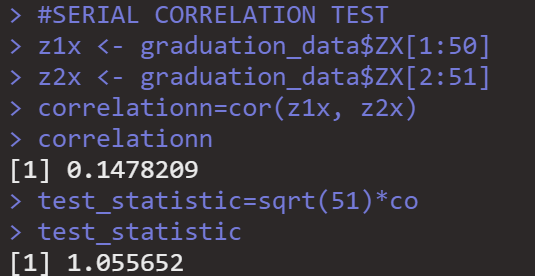 > #SERIAL CORRELATION TEST
> z1x <- graduation_data$ZX[1:50]
> z2x <- graduation_data$ZX[2:51]
> correlationn=cor(z1x, z2x)
> correlationn
[1] 0.1478209
> test_statistic=sqrt(51)*co
> test_statistic
[1] 1.055652